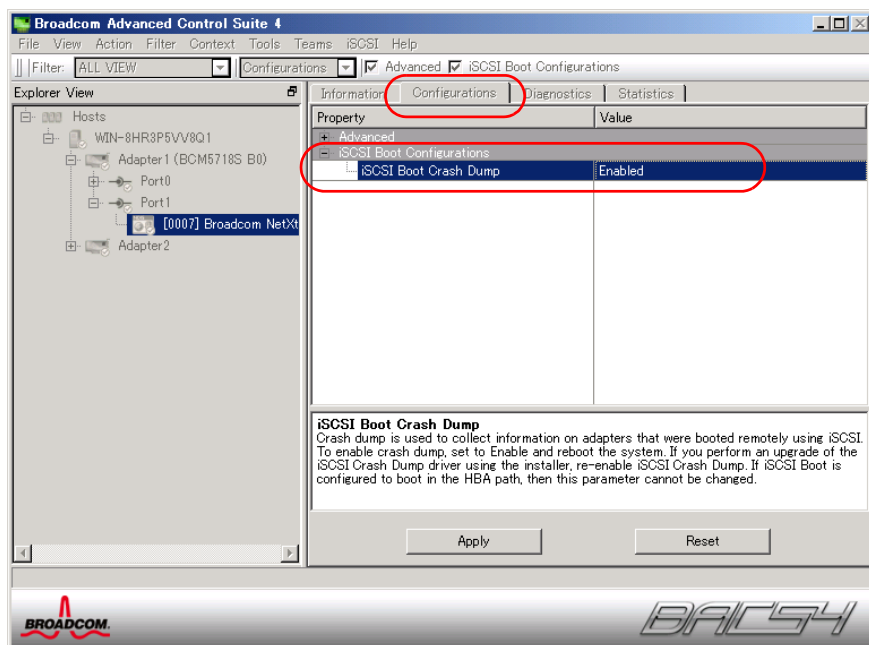 Broadcom Advanced Control Suite 4
File View Action Filter Context Tools Teams iSCSI Help
Filter: ALL VIEW Configurations Advanced iSCSI Boot Configurations
Explorer View
Hosts
WIN-8HR3P5VV8Q1
Adapter1 (BCM5718S B0)
Port0
Port1
[0007] Broadcom NetXt
Adapter2
Information Configurations Diagnostics Statistics
Property Value
Advanced
iSCSI Boot Configurations
iSCSI Boot Crash Dump Enabled
iSCSI Boot Crash Dump
Crash dump is used to collect information on adapters that were booted remotely using iSCSI.
To enable crash dump, set to Enable and reboot the system. If you perform an upgrade of the
iSCSI Crash Dump driver using the installer, re-enable iSCSI Crash Dump. If iSCSI Boot is
configured to boot in the HBA path, then this parameter cannot be changed.
Apply Reset
BROADCOM.
BACS4